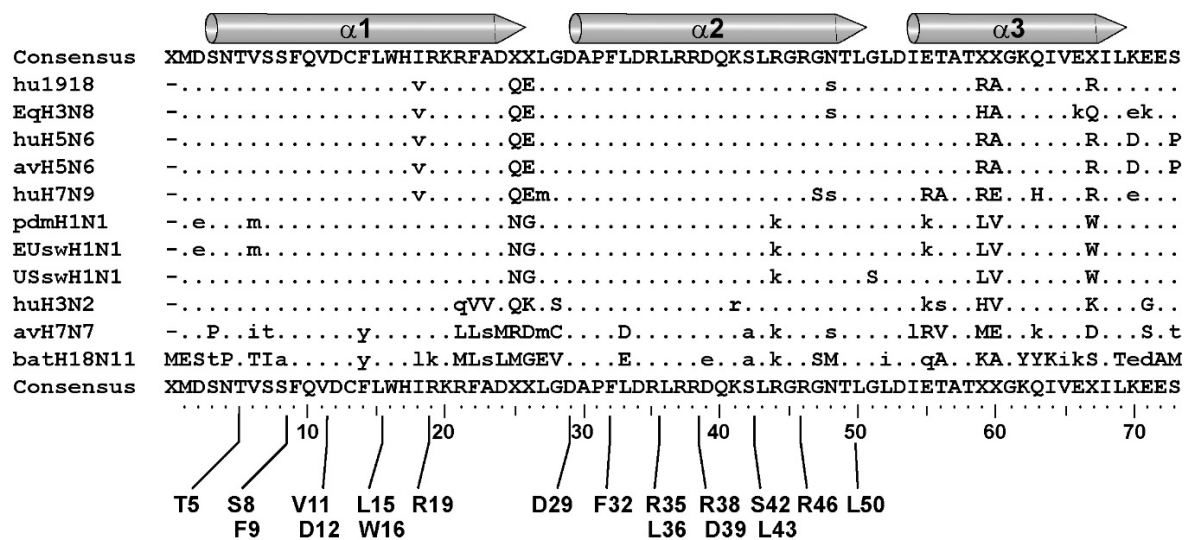 α1 α2 α3
Consensus XMDSNTVSSFQVDCFLWHIRKRFADXXLGDAPFLDRLRRDQKSLRGRGNTLGLDIETATXXGKQIVEXILKEES
hu1918 -.................v......QE.....................s..........RA......R......
EqH3N8 -.................v......QE.....................s..........HA.....kQ..ek..
huH5N6 -.................v......QE................................RA......R..D..P
avH5N6 -.................v......QE................................RA......R..D..P
huH7N9 -.................v......QEm...................Ss......RA..RE..H...R..e...
pdmH1N1 -.e...m..................NG.................k..........k...LV......W......
EUswH1N1 -.e...m..................NG.................k..........k...LV......W......
USswH1N1 -........................NG.................k......S...k...LV......W......
huH3N2 -....................qVV.QK.S............r.............ks..HV......K...G..
avH7N7 -..P..it......y......LLsMRDmC....D........a.k...s.....lRV..ME..k...D...S.t
batH18N11 MEStP.TIa.....y...lk.MLsLMGEV....E.....e..a.k..SM...i..qA..KA.YYKikS.TedAM
Consensus XMDSNTVSSFQVDCFLWHIRKRFADXXLGDAPFLDRLRRDQKSLRGRGNTLGLDIETATXXGKQIVEXILKEES
10 20 30 40 50 60 70
T5 S8 V11 L15 R19 D29 F32 R35 R38 S42 R46 L50
F9 D12 W16 L36 D39 L43